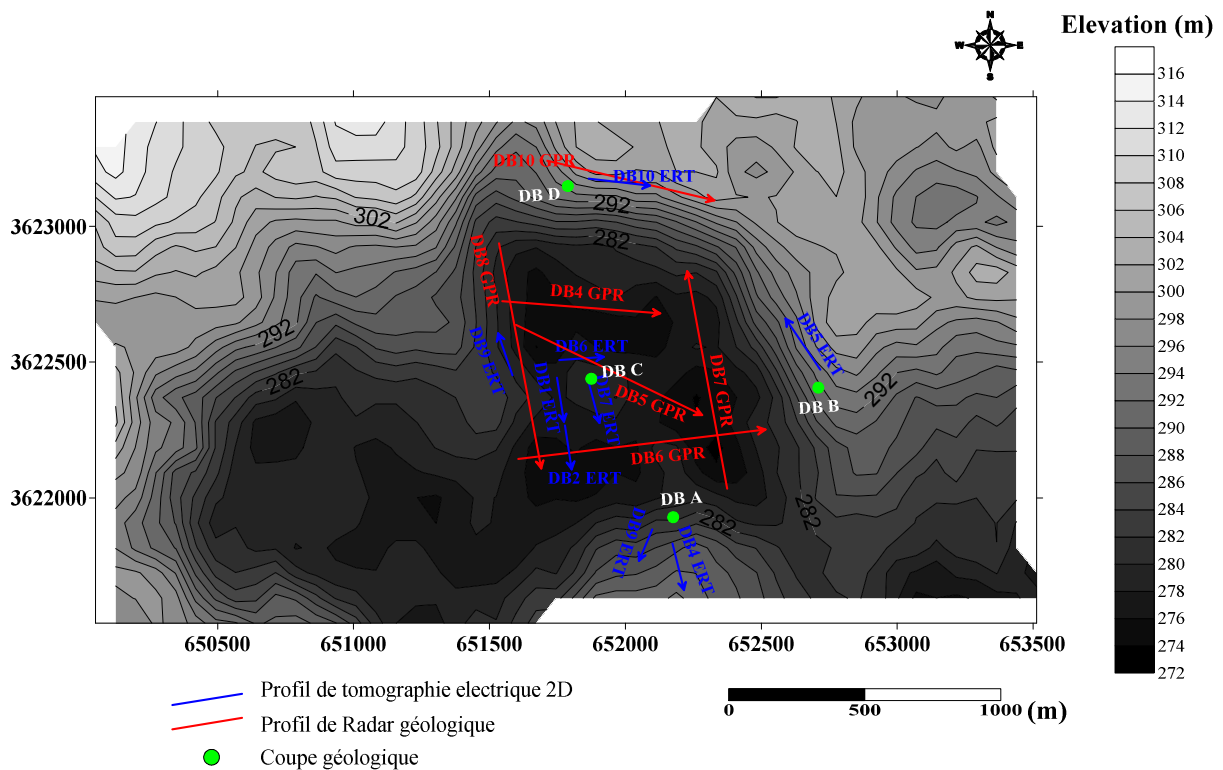 N
W E
S
Elevation (m)
316
314
312
310
308
306
304
302
300
298
296
294
292
290
288
286
284
282
280
278
276
274
272
3623000
3622500
3622000
650500 651000 651500 652000 652500 653000 653500
DB10 GPR
DB10 ERT
DB D
302
292
282
DB8 GPR
DB4 GPR
DB9 ERT
DB6 ERT
DB C
DB1 ERT
DB7 ERT
DB5 GPR
DB7 GPR
DB5 ERT
DB B
292
292
282
DB6 GPR
DB2 ERT
DB A
282
282
DB9 ERT
DB4 ERT
Profil de tomographie electrique 2D
Profil de Radar géologique
Coupe géologique
0 500 1000 (m)